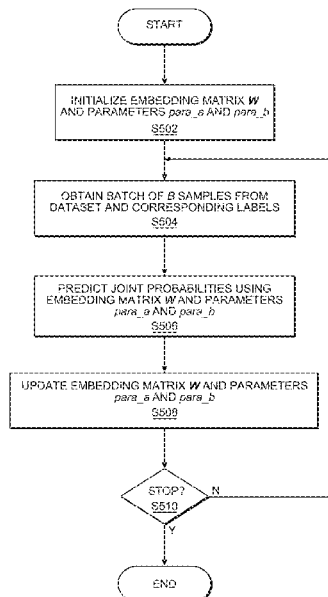 START
INITIALIZE EMBEDDING MATRIX W
AND PARAMETERS para_a AND para_b
S502
OBTAIN BATCH OF B SAMPLES FROM
DATASET AND CORRESPONDING LABELS
S504
PREDICT JOINT PROBABILITIES USING
EMBEDDING MATRIX W AND PARAMETERS
para_a AND para_b
S506
UPDATE EMBEDDING MATRIX W AND PARAMETERS
para_a AND para_b
S508
STOP?
N
S510
Y
END